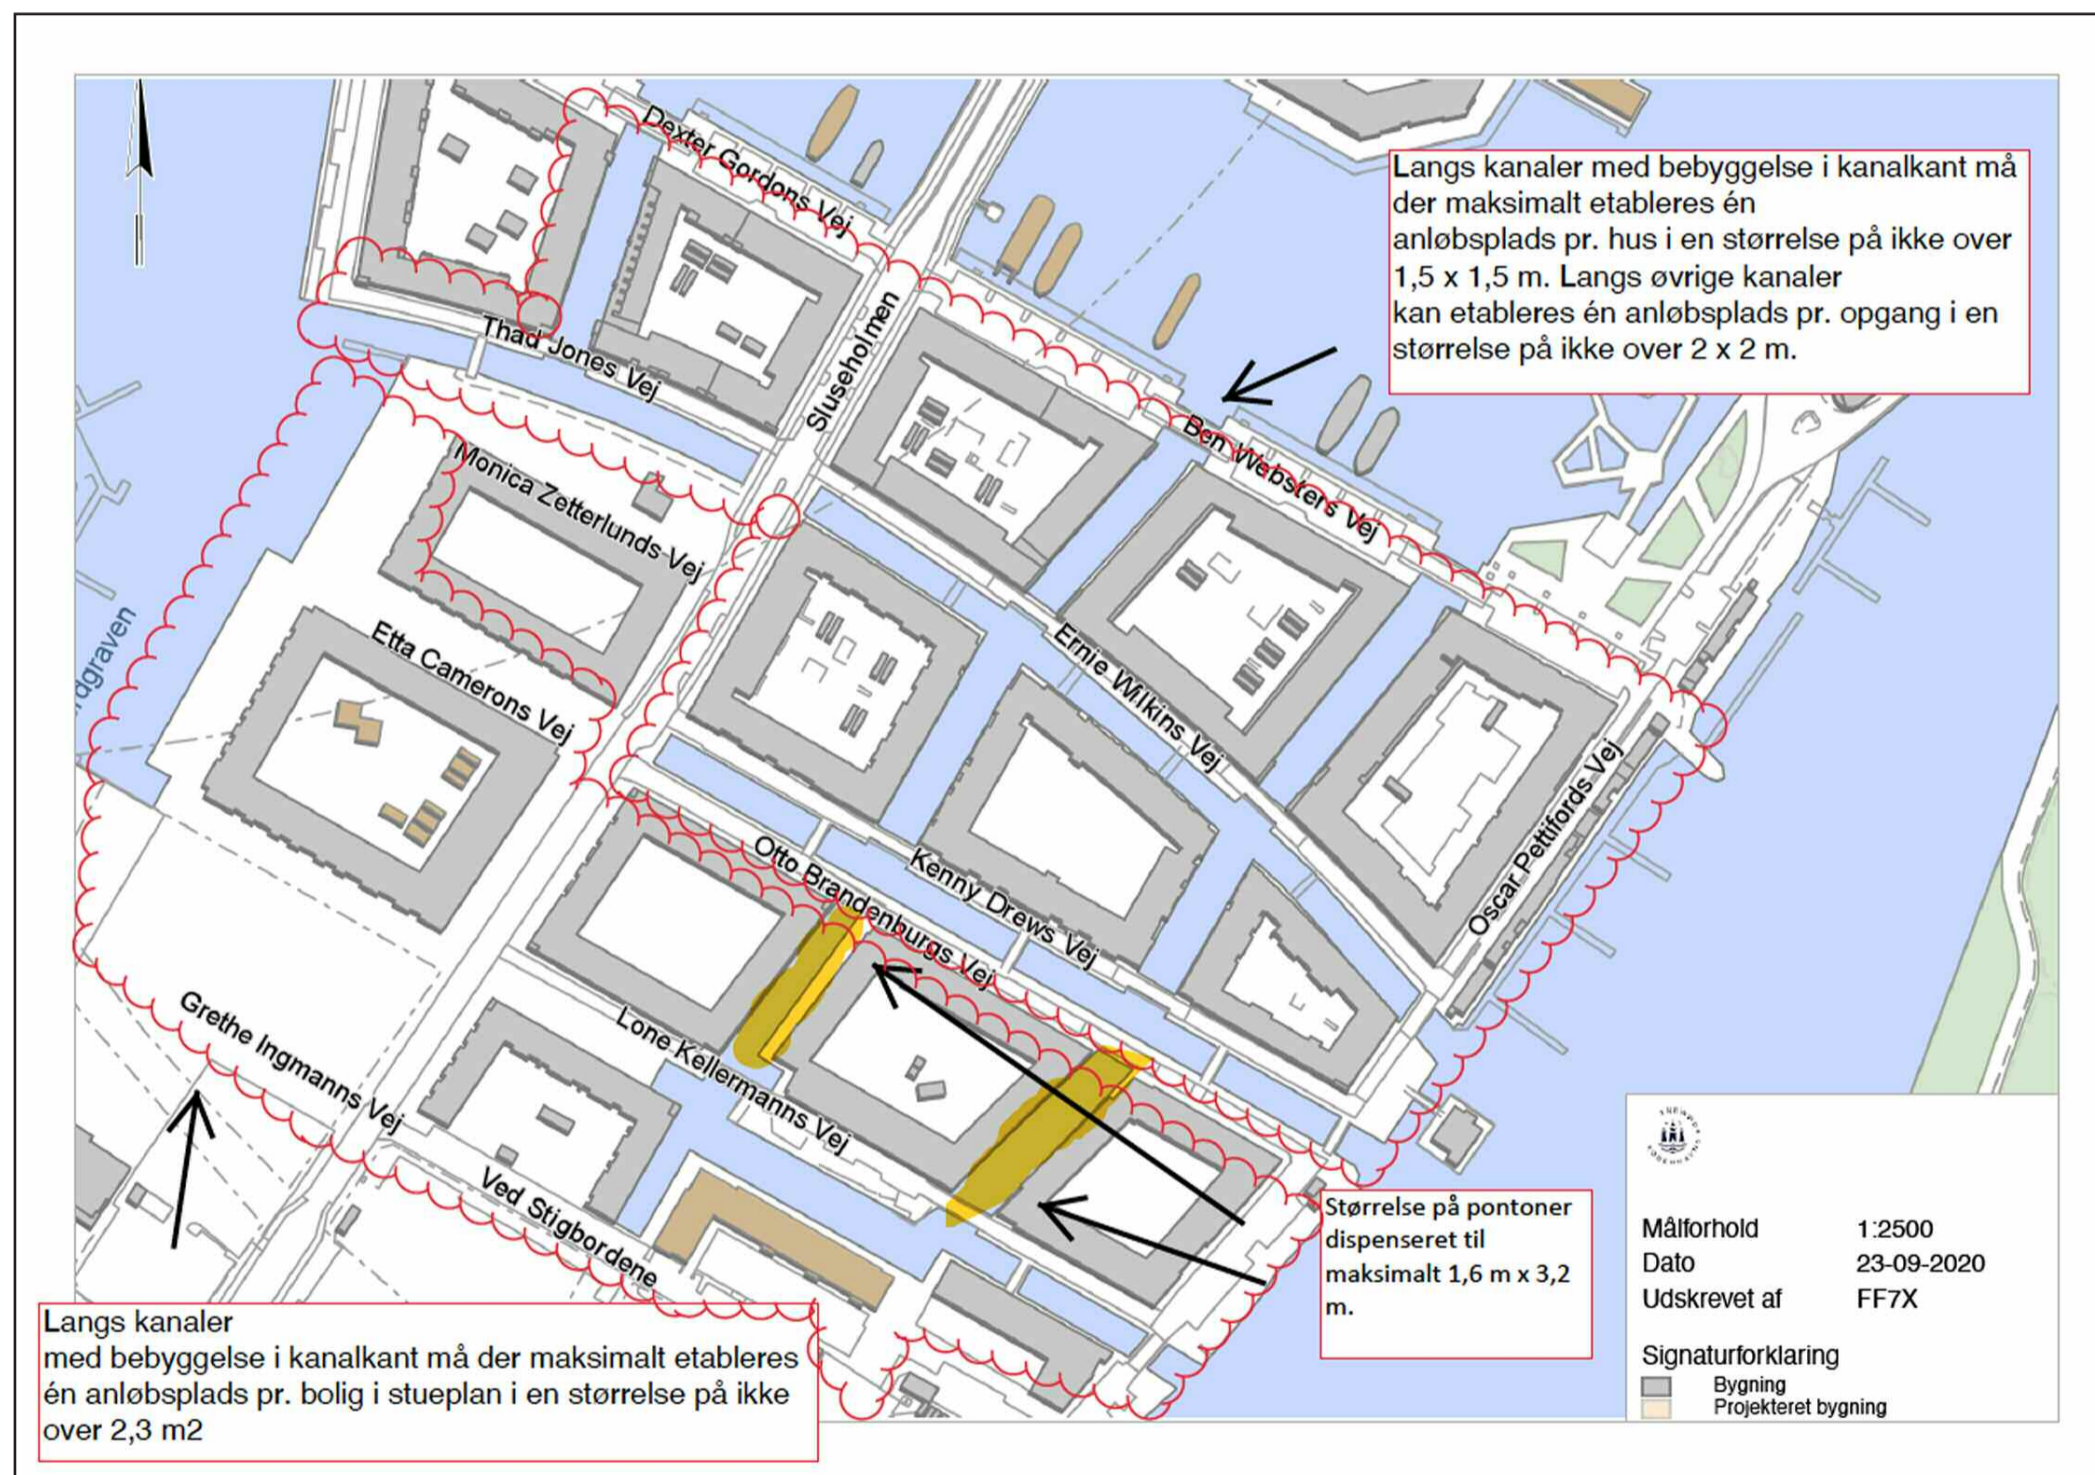 Langs kanaler med bebyggelse i kanalkant må
der maksimalt etableres én
anløbsplads pr. hus i en størrelse på ikke over
1,5 x 1,5 m. Langs øvrige kanaler
kan etableres én anløbsplads pr. opgang i en
størrelse på ikke over 2 x 2 m.
Dexter Gordons Vej
Thad Jones Vej
Sluseholmen
Ben Websters Vej
Monica Zetterlunds Vej
Etta Camerons Vej
rdgraven
Ernie Wilkins Vej
Oscar Pettifords Vej
Otto Brandenburgs Vej
Kenny Drews Vej
Lone Kellermanns Vej
Grethe Ingmanns Vej
Ved Stigbordene
Størrelse på pontoner
dispenseret til
maksimalt 1,6 m x 3,2
m.
Langs kanaler
med bebyggelse i kanalkant må der maksimalt etableres
én anløbsplads pr. bolig i stueplan i en størrelse på ikke
over 2,3 m2
Målforhold 1:2500
Dato 23-09-2020
Udskrevet af FF7X
Signaturforklaring
Bygning
Projekteret bygning